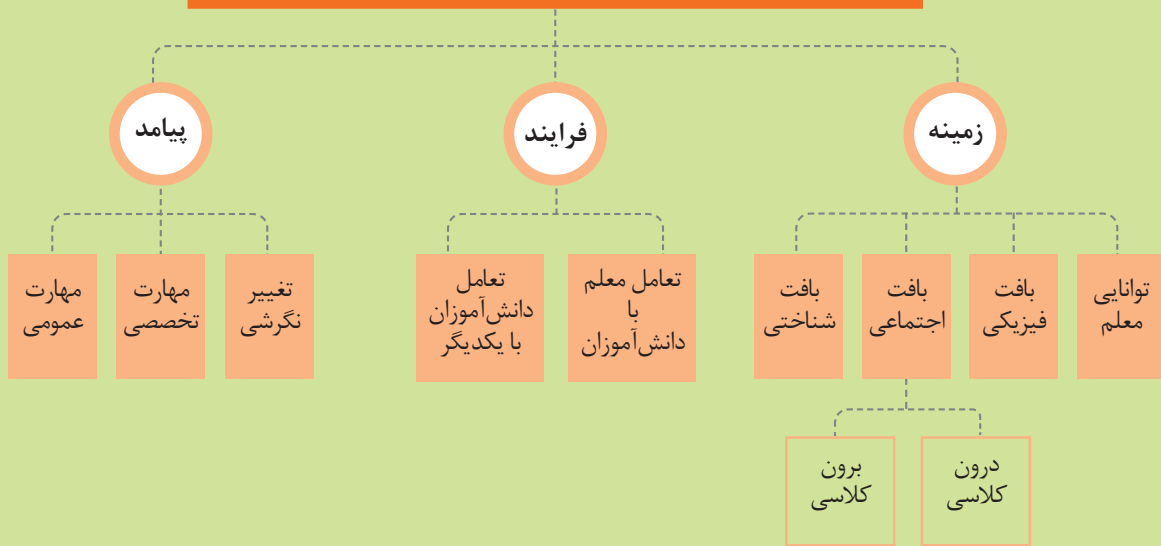 زمینه
فرایند
پیامد
توانایی
معلم
بافت
فیزیکی
بافت
اجتماعی
بافت
شناختی
تعامل معلم
با
دانش‌آموزان
تعامل
دانش‌آموزان
با یکدیگر
تغییر
نگرشی
مهارت
تخصصی
مهارت
عمومی
درون
کلاسی
برون
کلاسی